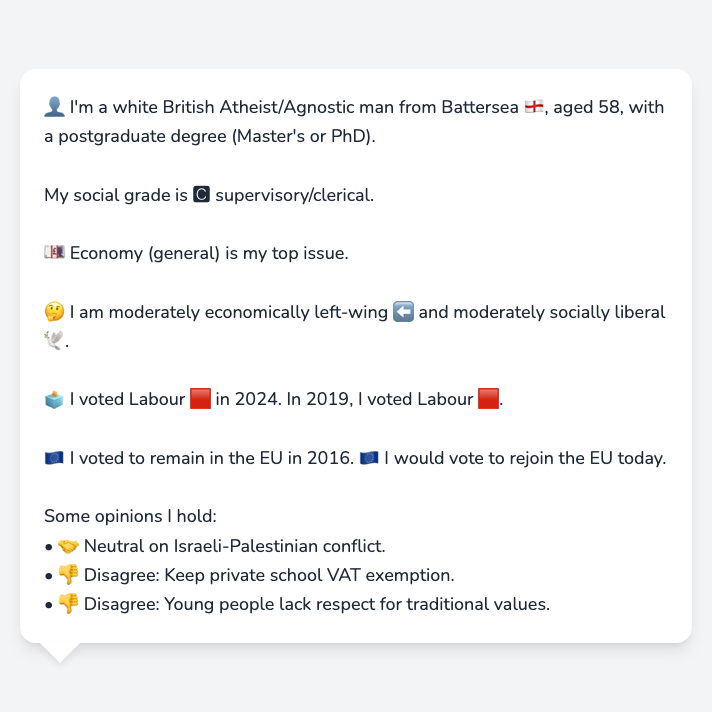 👤 I'm a white British Atheist/Agnostic man from Battersea 🏴󠁧󠁢󠁥󠁮󠁧󠁿, aged 58, with
a postgraduate degree (Master's or PhD).
My social grade is 🅲 supervisory/clerical.
💷 Economy (general) is my top issue.
🤔 I am moderately economically left-wing ⬅️ and moderately socially liberal
🕊️.
🗳️ I voted Labour 🟥 in 2024. In 2019, I voted Labour 🟥.
🇪🇺 I voted to remain in the EU in 2016. 🇪🇺 I would vote to rejoin the EU today.
Some opinions I hold:
• 🤝 Neutral on Israeli-Palestinian conflict.
• 👎 Disagree: Keep private school VAT exemption.
• 👎 Disagree: Young people lack respect for traditional values.